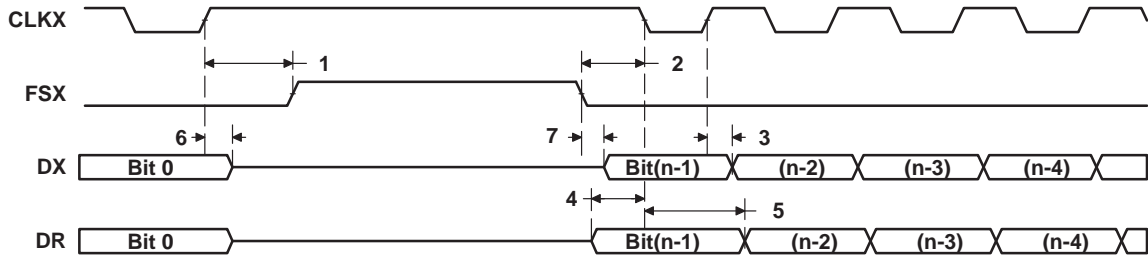 CLKX
1
2
FSX
6
7
3
DX
Bit 0
Bit(n-1)
(n-2)
(n-3)
(n-4)
4
5
DR
Bit 0
Bit(n-1)
(n-2)
(n-3)
(n-4)